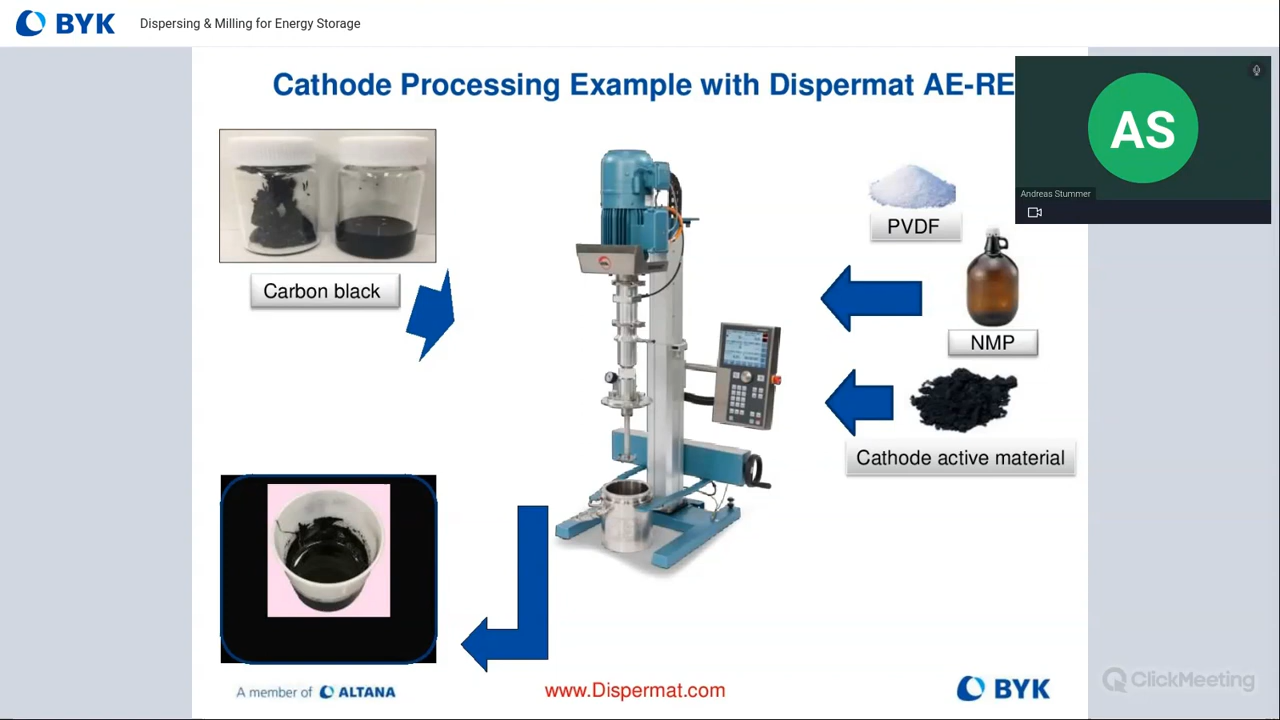 BYK
Dispersing & Milling for Energy Storage
Cathode Processing Example with Dispermat AE-RE
AS
Andreas Stummer
PVDF
Carbon black
NMP
Cathode active material
A member of ALTANA
www.Dispermat.com
BYK
ClickMeeting